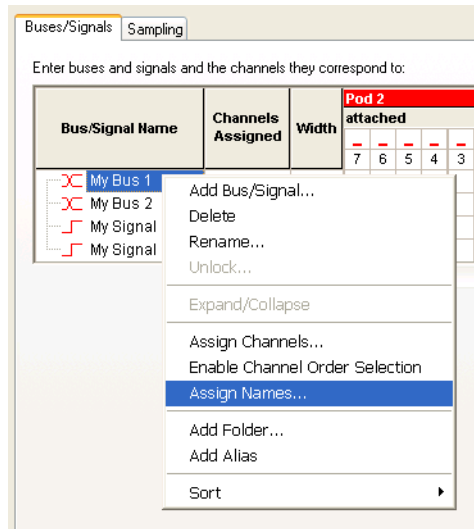 Buses/Signals Sampling
Enter buses and signals and the channels they correspond to:
Bus/Signal Name Channels Assigned Width Pod 2
attached
7 6 5 4 3
My Bus 1
My Bus 2
My Signal
My Signal
Add Bus/Signal...
Delete
Rename...
Unlock...
Expand/Collapse
Assign Channels...
Enable Channel Order Selection
Assign Names...
Add Folder...
Add Alias
Sort